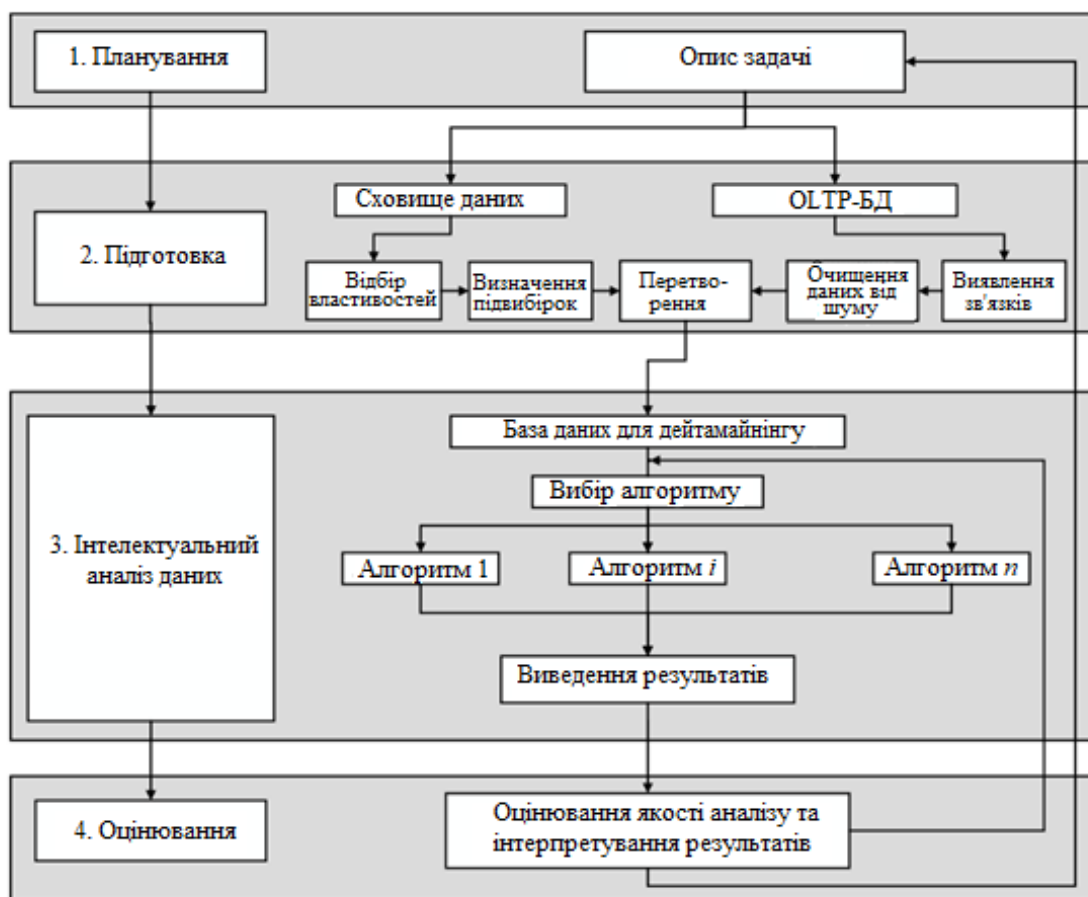 1. Планування
Опис задачі
Сховище даних
OLTP-БД
2. Підготовка
Відбір
властивостей
Визначення
підвибірок
Перетво-
рення
Очищення
даних від
шуму
Виявлення
зв'язків
База даних для дейтамайнінгу
Вибір алгоритму
3. Інтелектуальний
аналіз даних
Алгоритм 1
Алгоритм i
Алгоритм n
Виведення результатів
4. Оцінювання
Оцінювання якості аналізу та
інтерпретування результатів